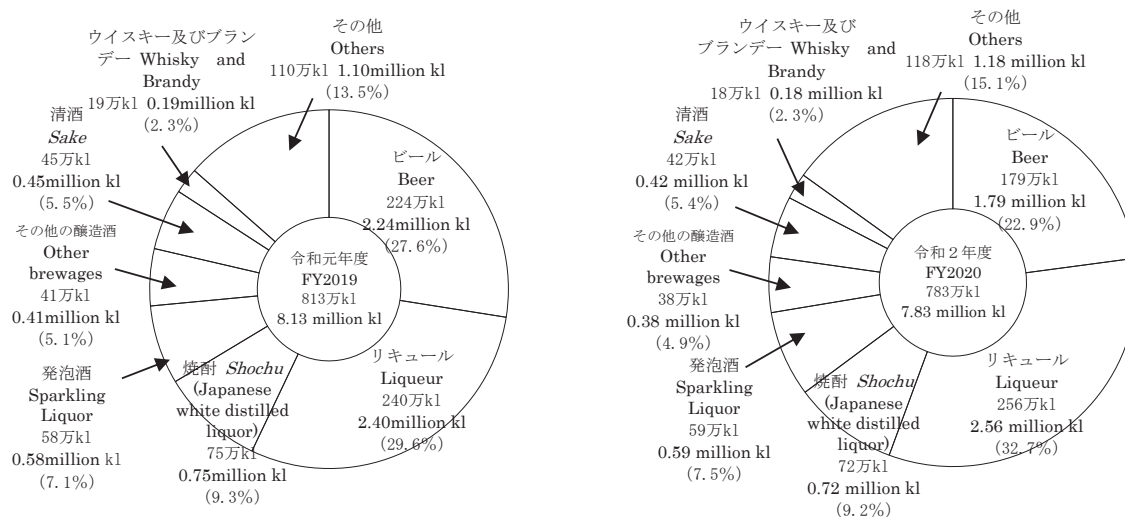 ウイスキー及びブラン
デー Whisky and
Brandy
19万kl 0.19million kl
(2.3%)
その他
Others
110万kl 1.10million kl
(13.5%)
清酒
Sake
45万kl
0.45million kl
(5.5%)
ビール
Beer
224万kl
2.24million kl
(27.6%)
その他の醸造酒
Other
brewages
41万kl
0.41million kl
(5.1%)
令和元年度
FY2019
813万kl
8.13 million kl
発泡酒
Sparkling
Liquor
58万kl
0.58million kl
(7.1%)
焼酎 Shochu
(Japanese
white distilled
liquor)
75万kl
0.75million kl
(9.3%)
リキュール
Liqueur
240万kl
2.40million kl
(29.6%)
ウイスキー及び
ブランデー Whisky and
Brandy
18万kl 0.18 million kl
(2.3%)
その他
Others
118万kl 1.18 million kl
(15.1%)
清酒
Sake
42万kl
0.42 million kl
(5.4%)
ビール
Beer
179万kl
1.79 million kl
(22.9%)
その他の醸造酒
Other
brewages
38万kl
0.38 million kl
(4.9%)
令和２年度
FY2020
783万kl
7.83 million kl
発泡酒
Sparkling
Liquor
59万kl
0.59 million kl
(7.5%)
焼酎 Shochu
(Japanese
white distilled
liquor)
72万kl
0.72 million kl
(9.2%)
リキュール
Liqueur
256万kl
2.56 million kl
(32.7%)